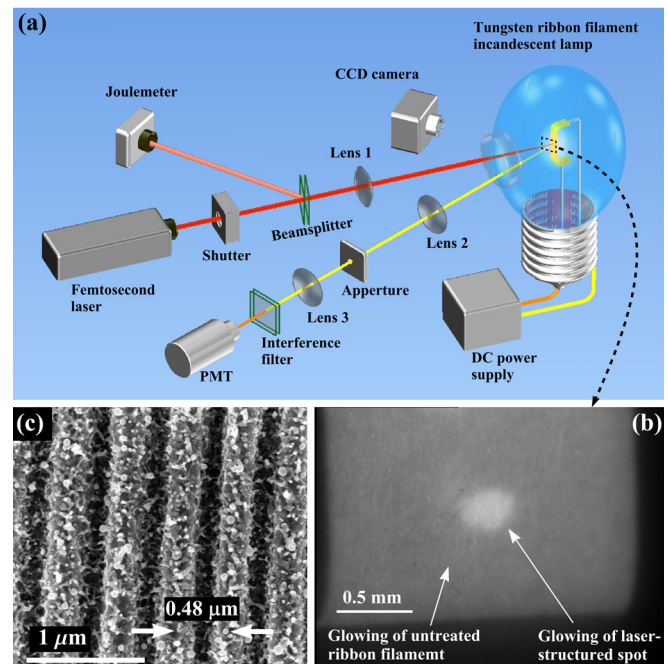 (a)
Tungsten ribbon filament
incandescent lamp
CCD camera
Joulemeter
Lens 1
Beamsplitter
Lens 2
Shutter
Femtosecond
laser
Apperture
Lens 3
Interference
filter
PMT
DC power
supply
(c)
0.48 μm
1 μm
(b)
0.5 mm
Glowing of untreated
ribbon filamemt
Glowing of laser-
structured spot